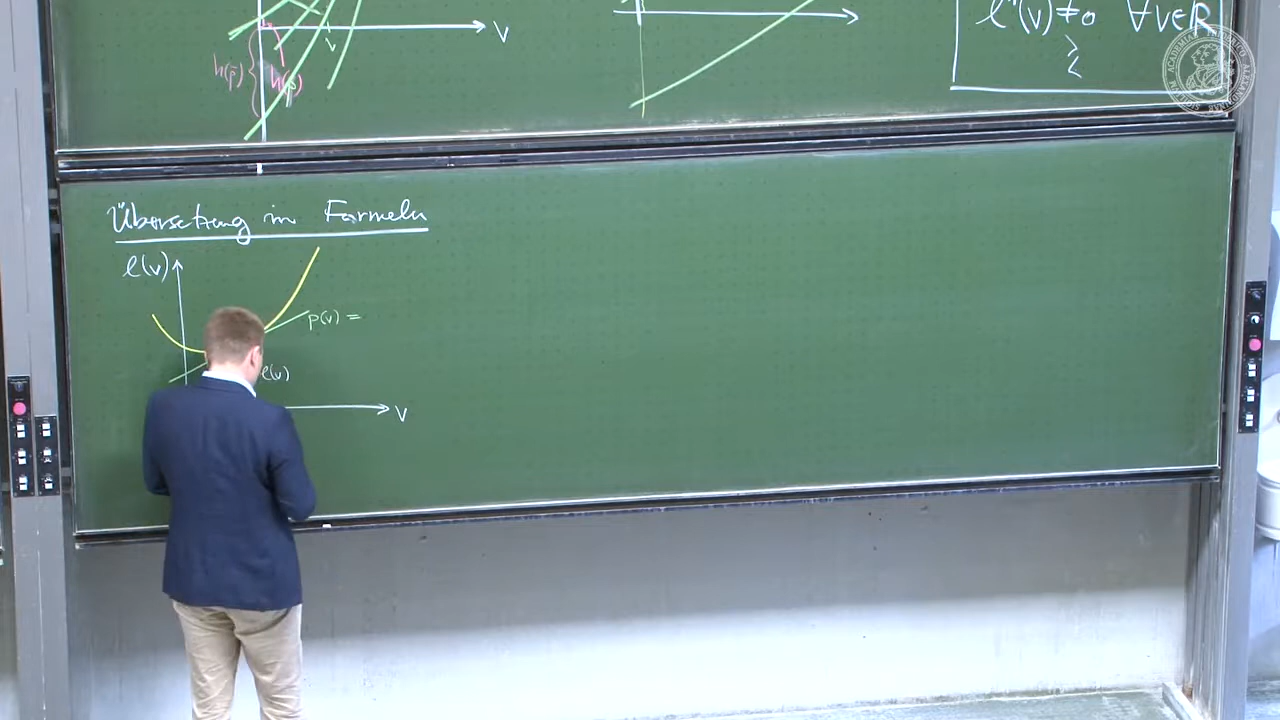 v
v
h(p̄)
l''(v) ≠ 0 ∀v∈ℝ
>
Übersetzung in Formeln
l(v)
p(v) =
l(v)
v